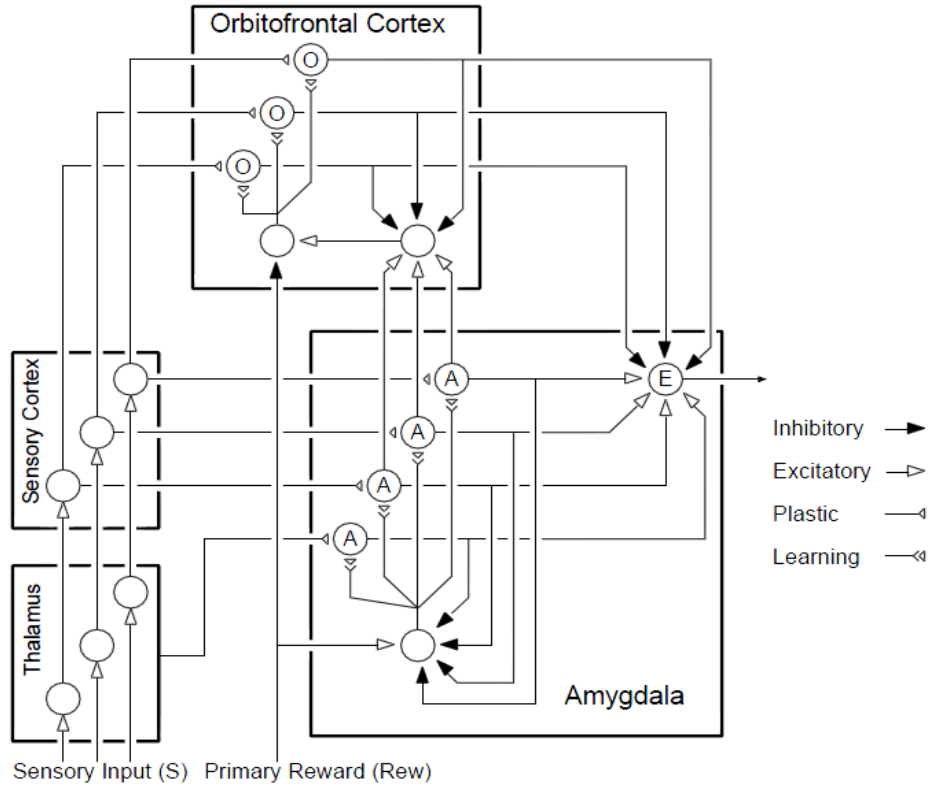 Orbitofrontal Cortex
O
O
O
Sensory Cortex
A
E
A
A
A
Inhibitory
Excitatory
Plastic
Learning
Thalamus
Amygdala
Sensory Input (S)
Primary Reward (Rew)